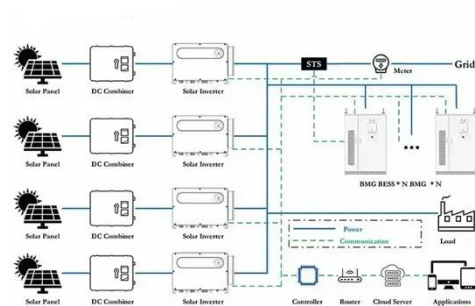 STS
Meter
Grid
Solar Panel
DC Combiner
Solar Inverter
Solar Panel
DC Combiner
Solar Inverter
BMG BESS * N BMG * N
Solar Panel
DC Combiner
Solar Inverter
Power
Communication
Load
Solar Panel
DC Combiner
Solar Inverter
Controller
Router
Cloud Server
Applications